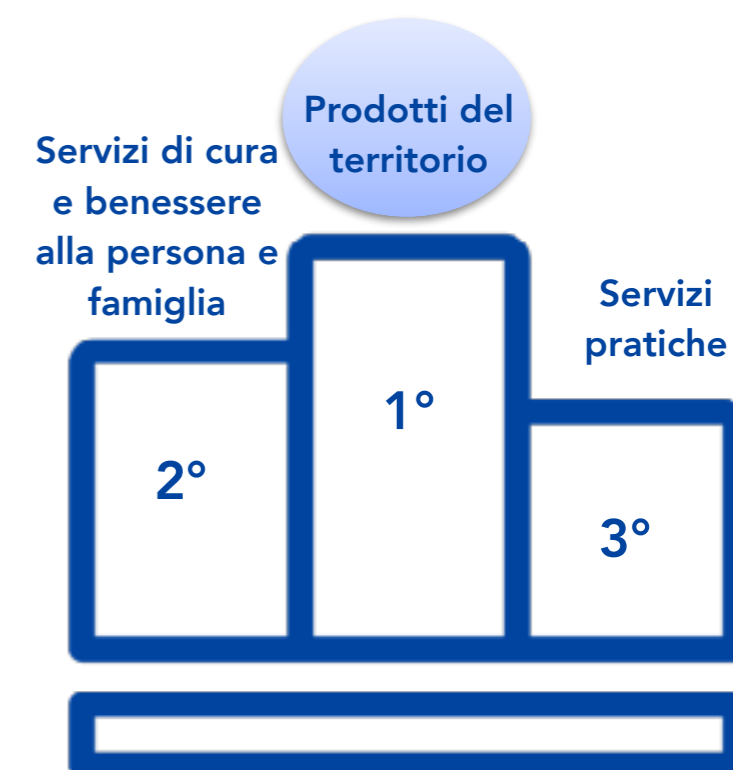 Prodotti del
territorio
Servizi di cura
e benessere
alla persona e
famiglia
Servizi
pratiche
1°
2°
3°